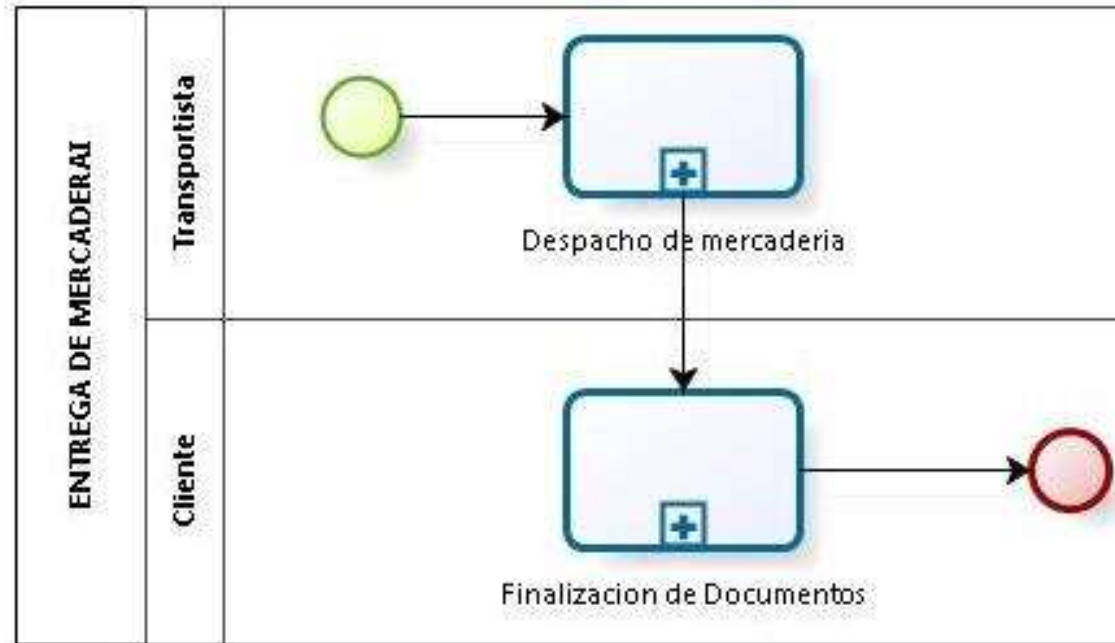 ENTREGA DE MERCADERAI
Transportista
Despacho de mercaderia
Cliente
Finalizacion de Documentos